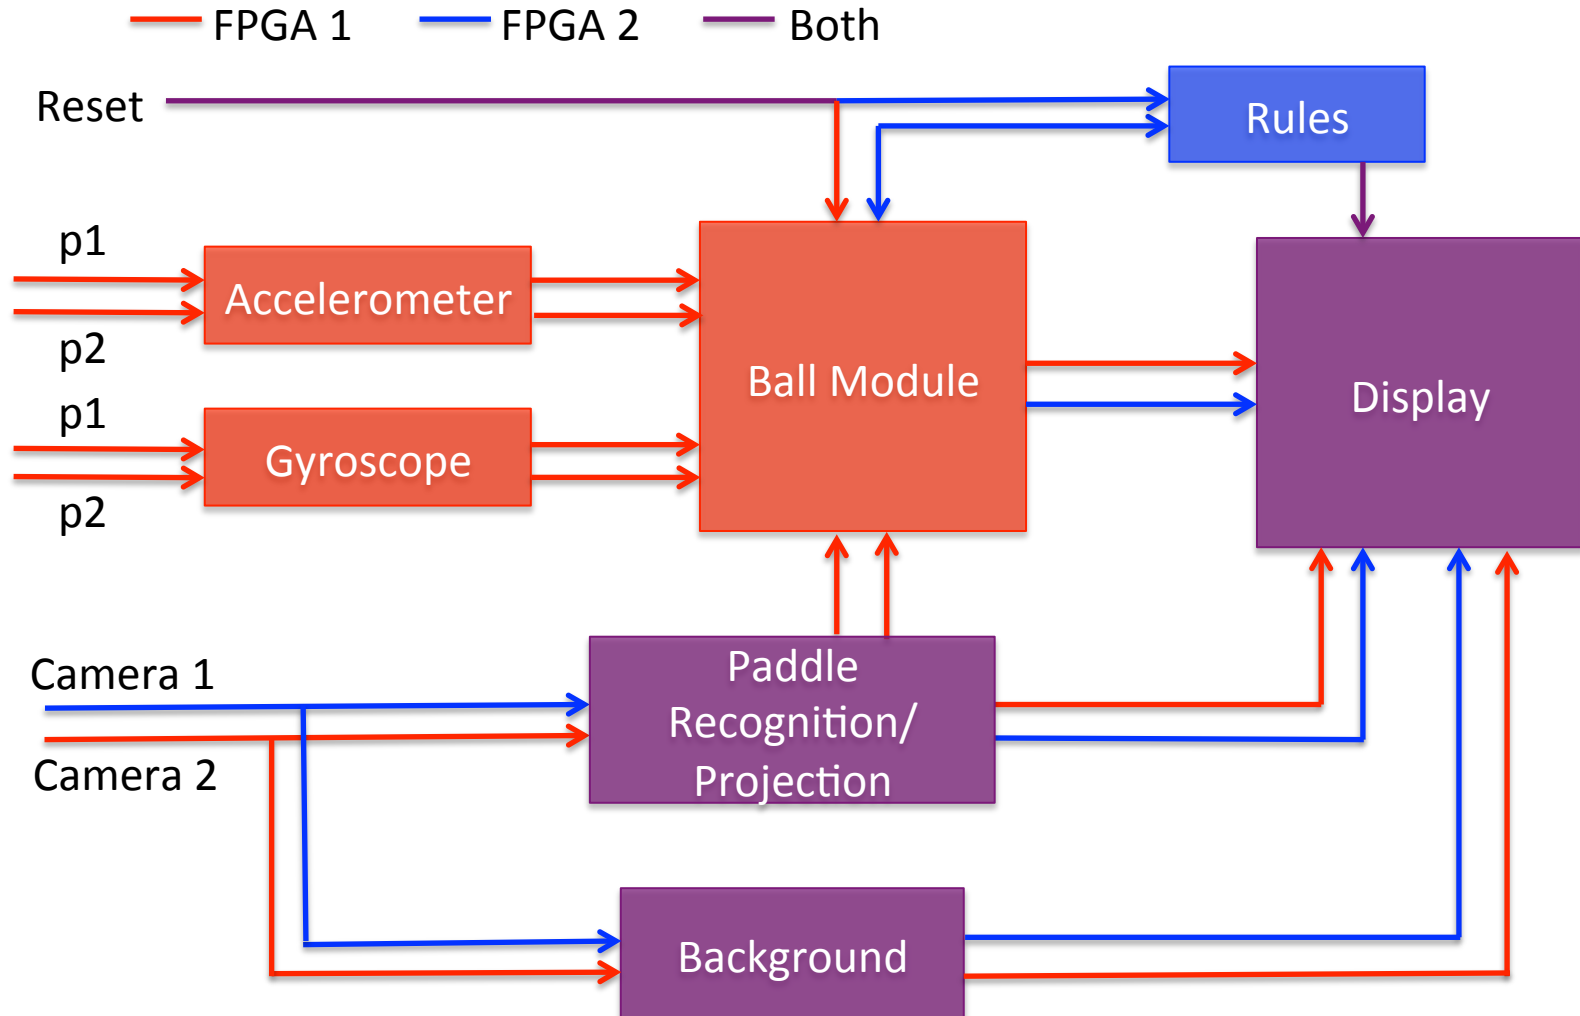 FPGA 1
FPGA 2
Both
Reset
Rules
p1
Accelerometer
p2
Ball Module
Display
p1
Gyroscope
p2
Camera 1
Camera 2
Paddle
Recognition/
Projection
Background